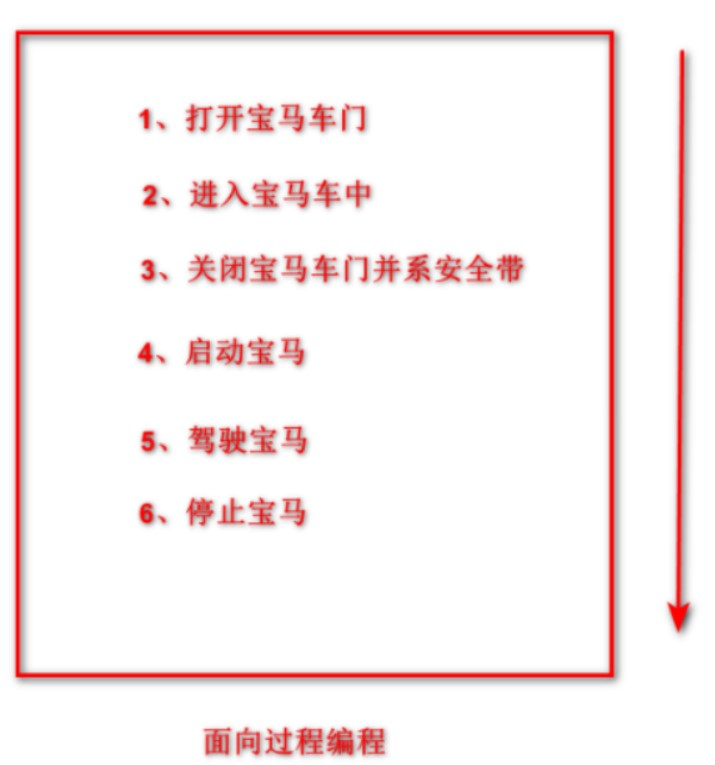 1、打开宝马车门
2、进入宝马车中
3、关闭宝马车门并系安全带
4、启动宝马
5、驾驶宝马
6、停止宝马
面向过程编程